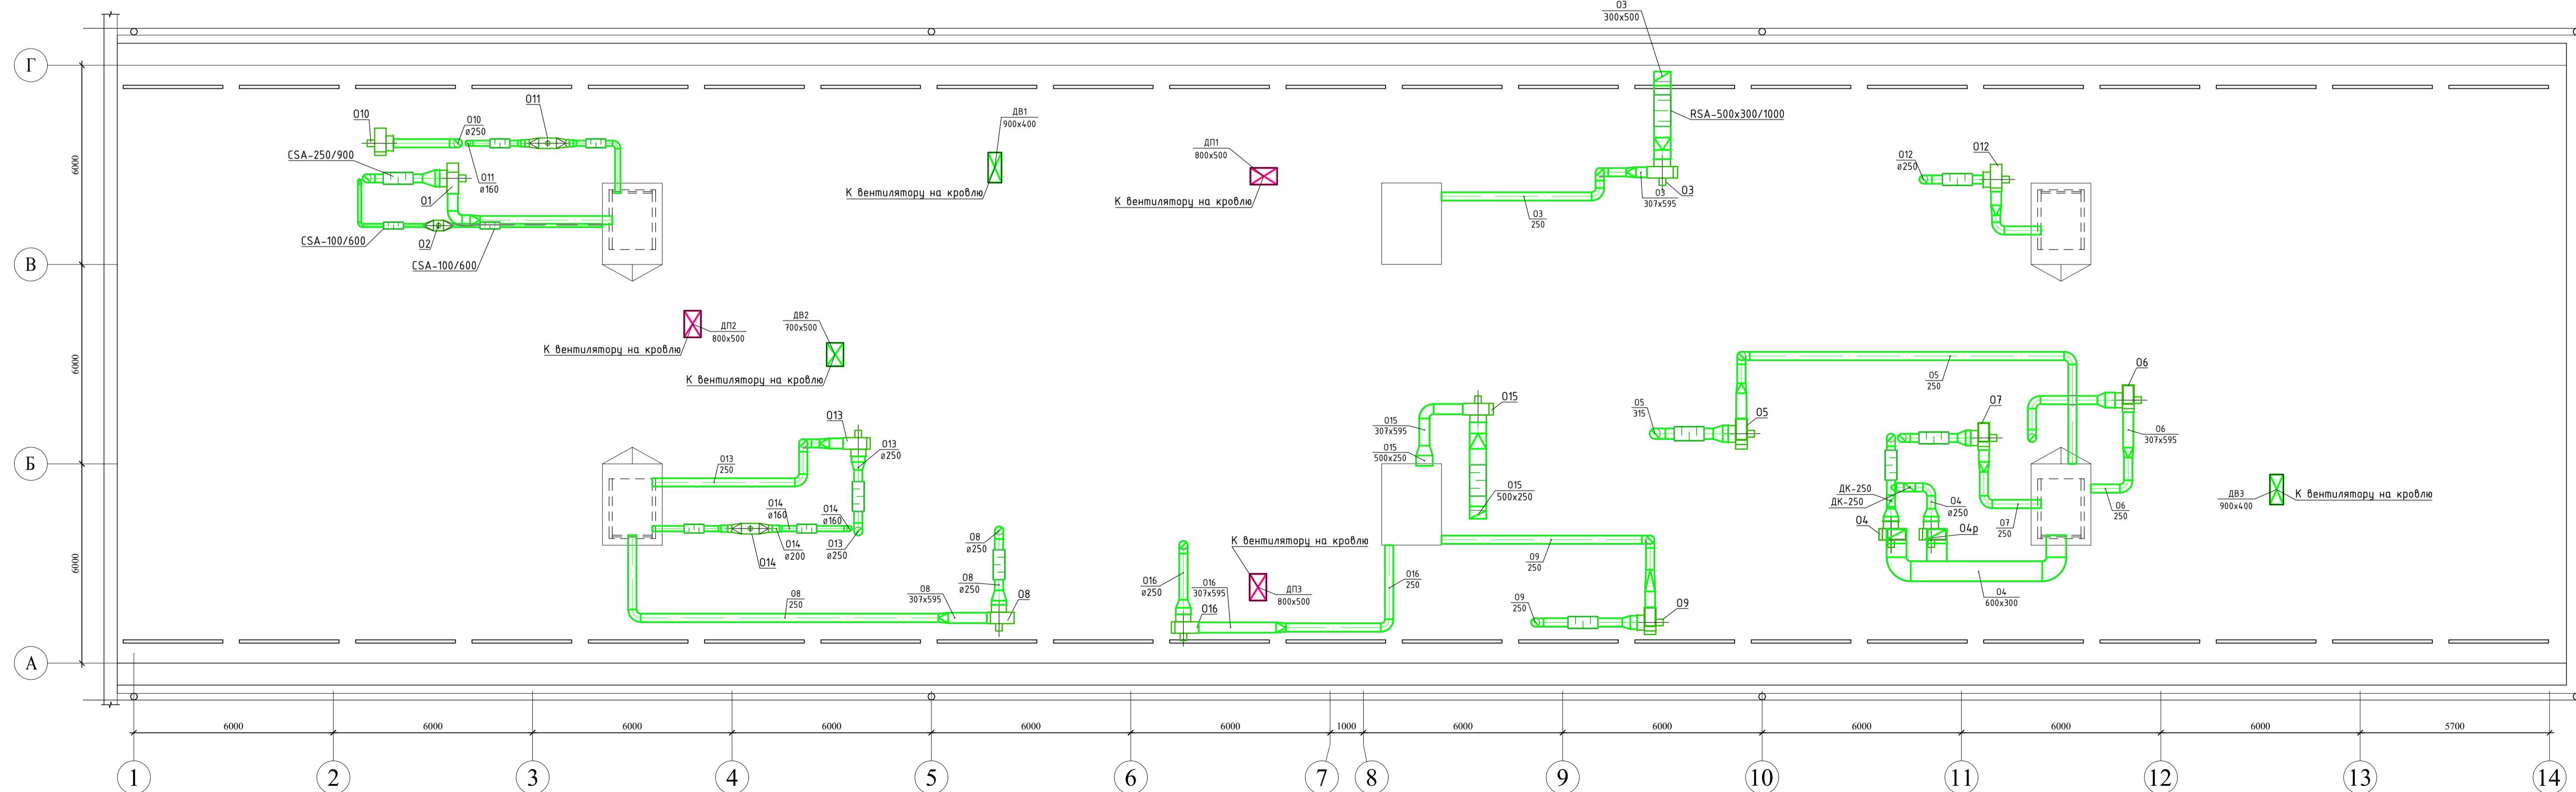 О3
300х500
Г
О10
О10
ø250
О11
ДВ1
900х400
RSA-500х300/1000
CSA-250/900
О11
ø160
ДП1
800х500
О12
ø250
О12
6000
О1
К вентилятору на кровлю
К вентилятору на кровлю
О3
250
О3
307х595
О3
CSA-100/600
О2
CSA-100/600
В
ДП2
800х500
ДВ2
700х500
К вентилятору на кровлю
К вентилятору на кровлю
6000
О5
250
О6
О13
О13
ø250
О15
307х595
О15
О5
315
О5
О7
О6
307х595
О15
500х250
Б
О13
250
О15
500х250
ДК-250
ДК-250
О4
ø250
О14
ø160
О14
ø160
О4
О4р
О7
250
О6
250
ДВ3
900х400
К вентилятору на кровлю
О14
О14
ø200
О13
ø250
О8
ø250
К вентилятору на кровлю
О9
250
6000
О8
250
О8
307х595
О8
ø250
О8
О16
ø250
О16
307х595
О16
ДП3
800х500
О16
250
О9
250
О9
О4
600х300
А
6000
6000
6000
6000
6000
6000
1000
6000
6000
6000
6000
6000
5700
1
2
3
4
5
6
7
8
9
10
11
12
13
14